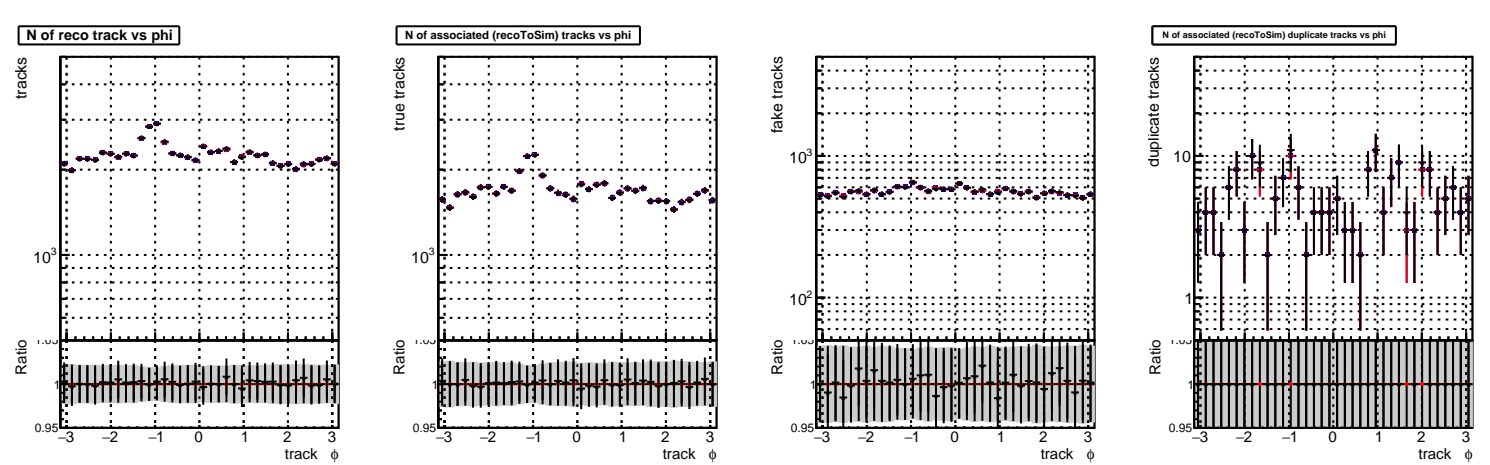 N of reco track vs phi
tracks
10³
Ratio
1.05
1
0.95
−3 −2 −1 0 1 2 3
track ϕ
N of associated (recoToSim) tracks vs phi
true tracks
10³
Ratio
1.05
1
0.95
−3 −2 −1 0 1 2 3
track ϕ
fake tracks
10³
10²
Ratio
1.05
1
0.95
−3 −2 −1 0 1 2 3
track ϕ
N of associated (recoToSim) duplicate tracks vs phi
duplicate tracks
10
1
Ratio
1.05
1
0.95
−3 −2 −1 0 1 2 3
track ϕ